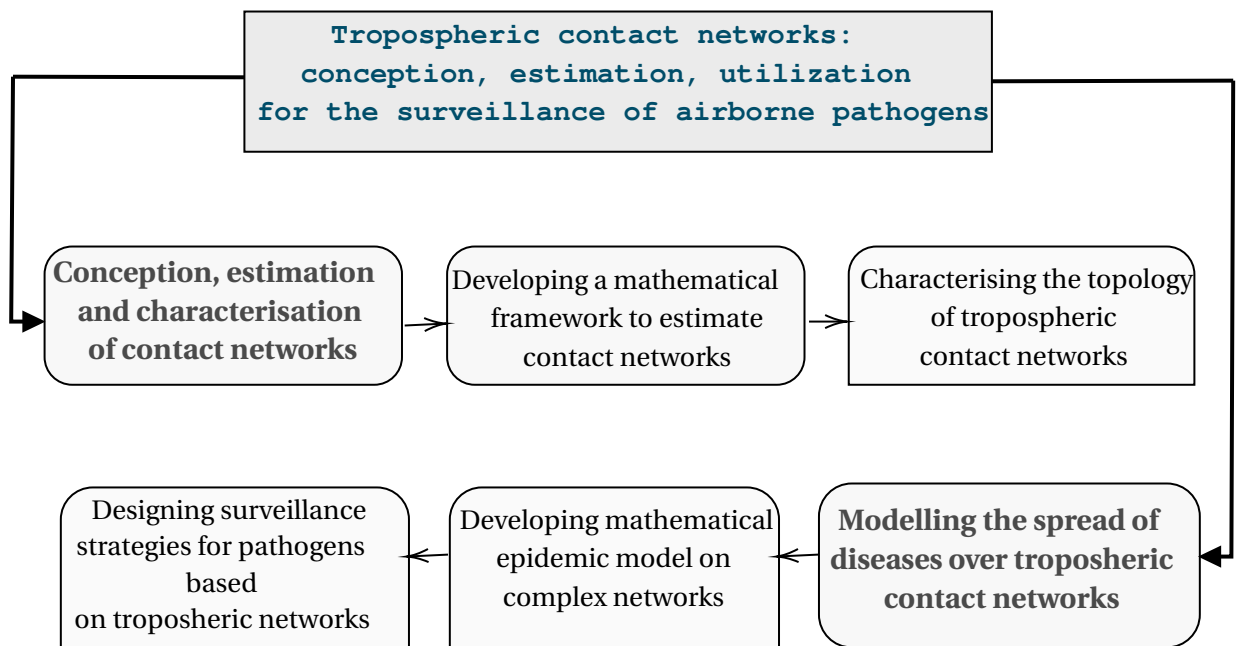 Tropospheric contact networks:
conception, estimation, utilization
for the surveillance of airborne pathogens
Conception, estimation
and characterisation
of contact networks
Developing a mathematical
framework to estimate
contact networks
Characterising the topology
of tropospheric
contact networks
Designing surveillance
strategies for pathogens
based
on troposheric networks
Developing mathematical
epidemic model on
complex networks
Modelling the spread of
diseases over troposheric
contact networks